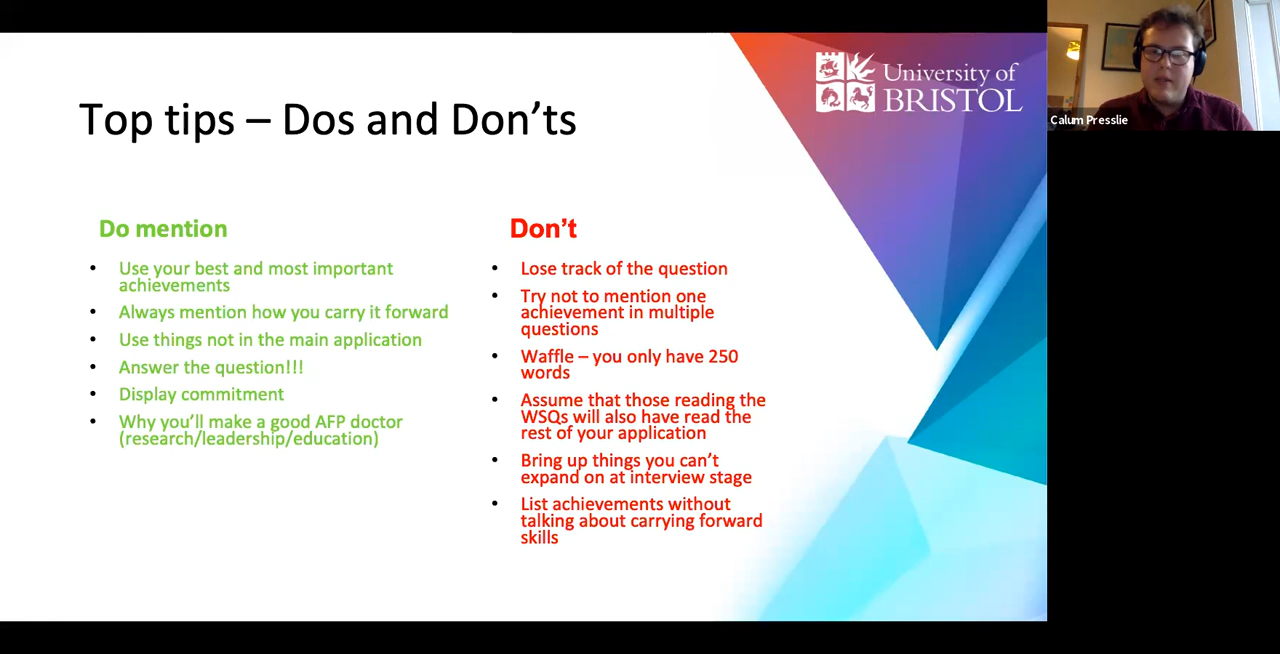 University of
BRISTOL
Calum Presslie
Top tips – Dos and Don'ts
Do mention
• Use your best and most important
achievements
• Always mention how you carry it forward
• Use things not in the main application
• Answer the question!!!
• Display commitment
• Why you'll make a good AFP doctor
(research/leadership/education)
Don't
• Lose track of the question
• Try not to mention one
achievement in multiple
questions
• Waffle – you only have 250
words
• Assume that those reading the
WSQs will also have read the
rest of your application
• Bring up things you can't
expand on at interview stage
• List achievements without
talking about carrying forward
skills